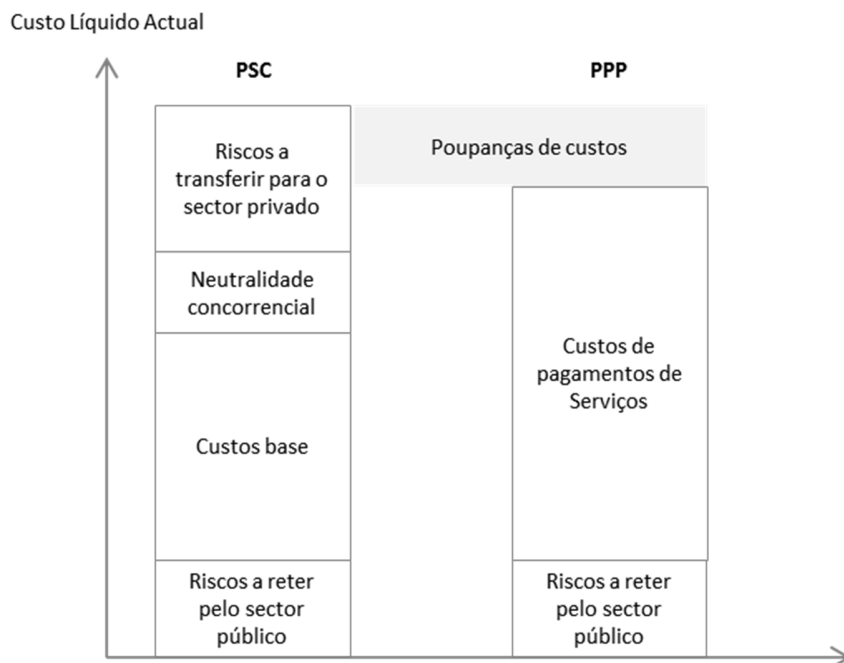 Custo Líquido Actual
PSC
PPP
Riscos a
transferir para o
sector privado
Poupanças de custos
Neutralidade
concorrencial
Custos base
Custos de
pagamentos de
Serviços
Riscos a reter
pelo sector
público
Riscos a reter
pelo sector
público